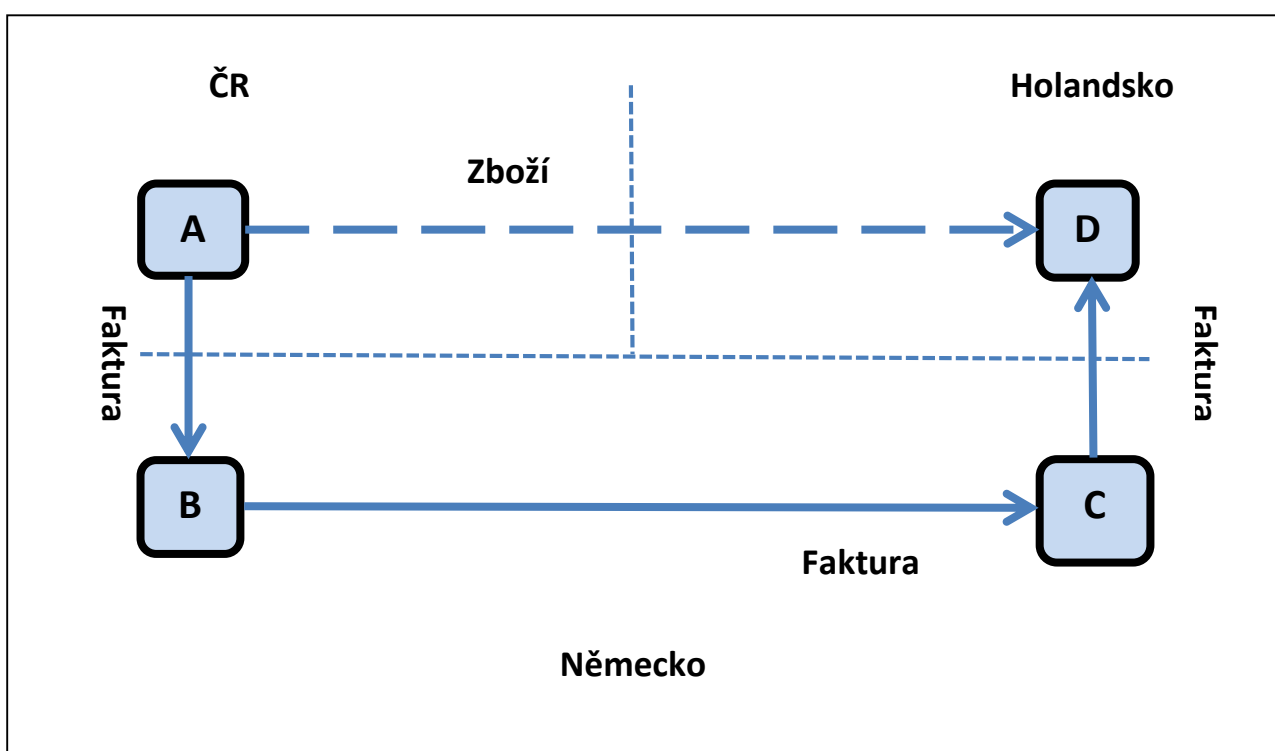 ČR
Holandsko
Zboží
A
D
Faktura
Faktura
B
C
Faktura
Německo